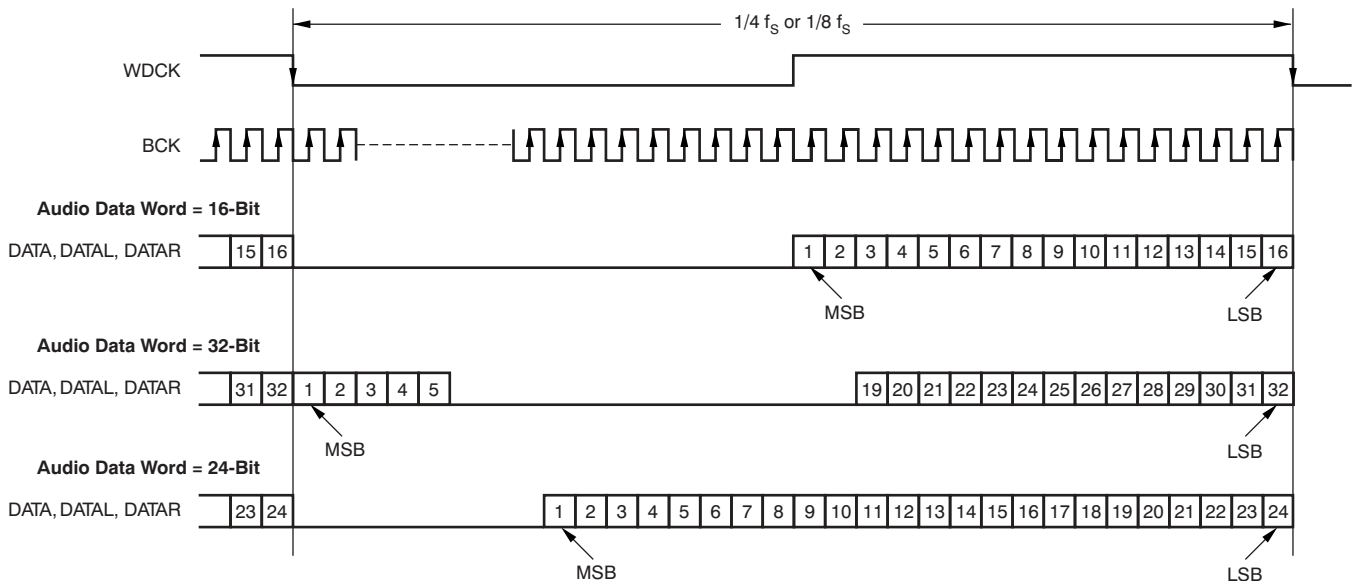 1/4 fS or 1/8 fS
WDCK
BCK
Audio Data Word = 16-Bit
DATA, DATAL, DATAR 15 16 1 2 3 4 5 6 7 8 9 10 11 12 13 14 15 16
MSB LSB
Audio Data Word = 32-Bit
DATA, DATAL, DATAR 31 32 1 2 3 4 5 19 20 21 22 23 24 25 26 27 28 29 30 31 32
MSB LSB
Audio Data Word = 24-Bit
DATA, DATAL, DATAR 23 24 1 2 3 4 5 6 7 8 9 10 11 12 13 14 15 16 17 18 19 20 21 22 23 24
MSB LSB